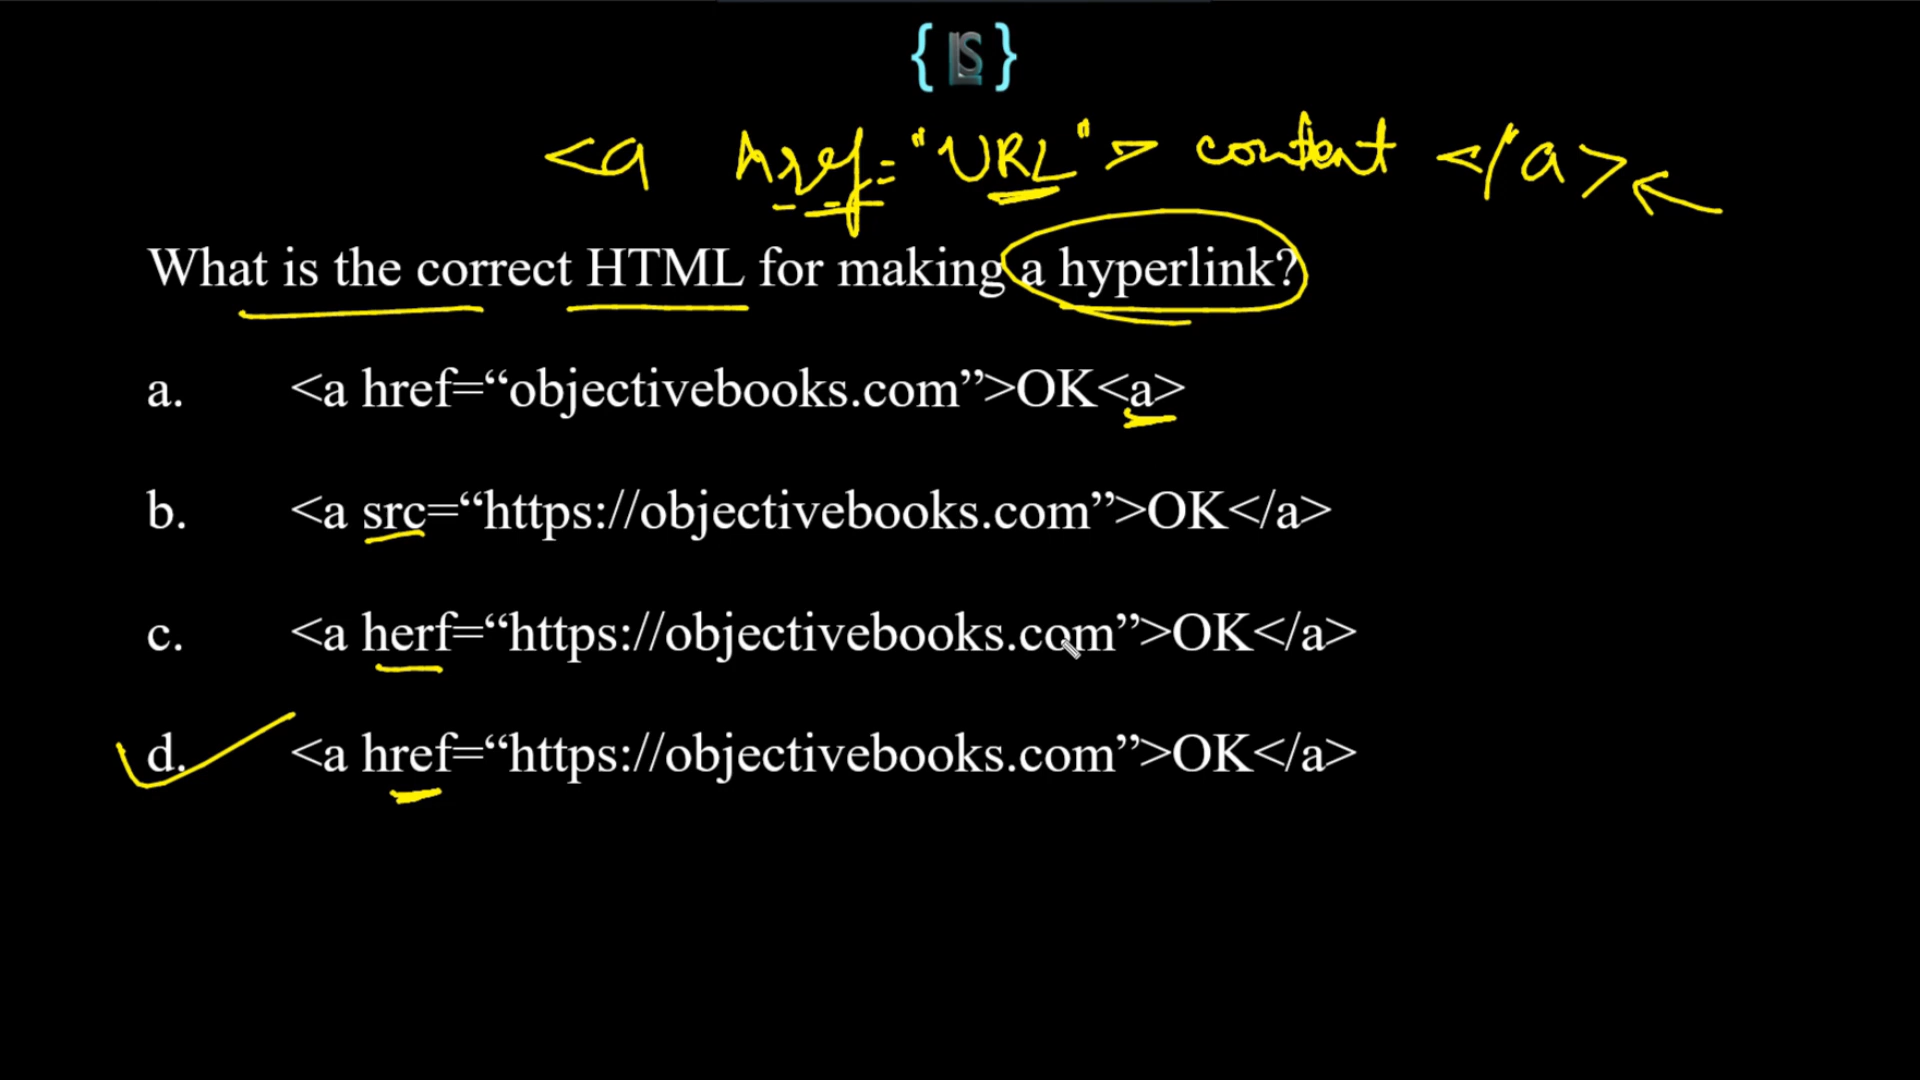 {LS}
<a href="URL"> content </a>
What is the correct HTML for making a hyperlink?
a. <a href=“objectivebooks.com”>OK<a>
b. <a src=“https://objectivebooks.com”>OK</a>
c. <a herf=“https://objectivebooks.com”>OK</a>
d. <a href=“https://objectivebooks.com”>OK</a>